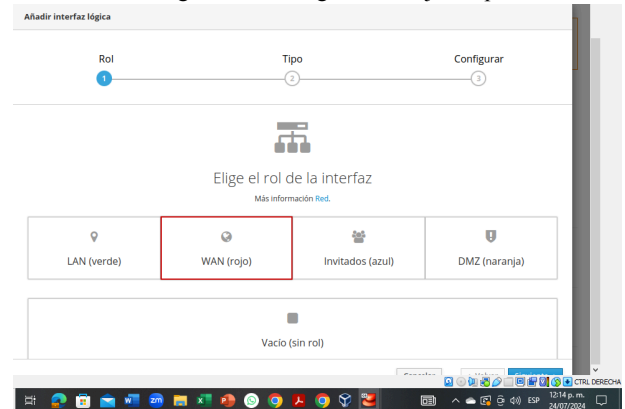 Añadir interfaz lógica
Rol Tipo Configurar
1 2 3
Elige el rol de la interfaz
Más información Red.
LAN (verde) WAN (rojo) Invitados (azul) DMZ (naranja)
Vacío (sin rol)
CTRL DERECHA
ESP 12:14 p. m.
24/07/2024